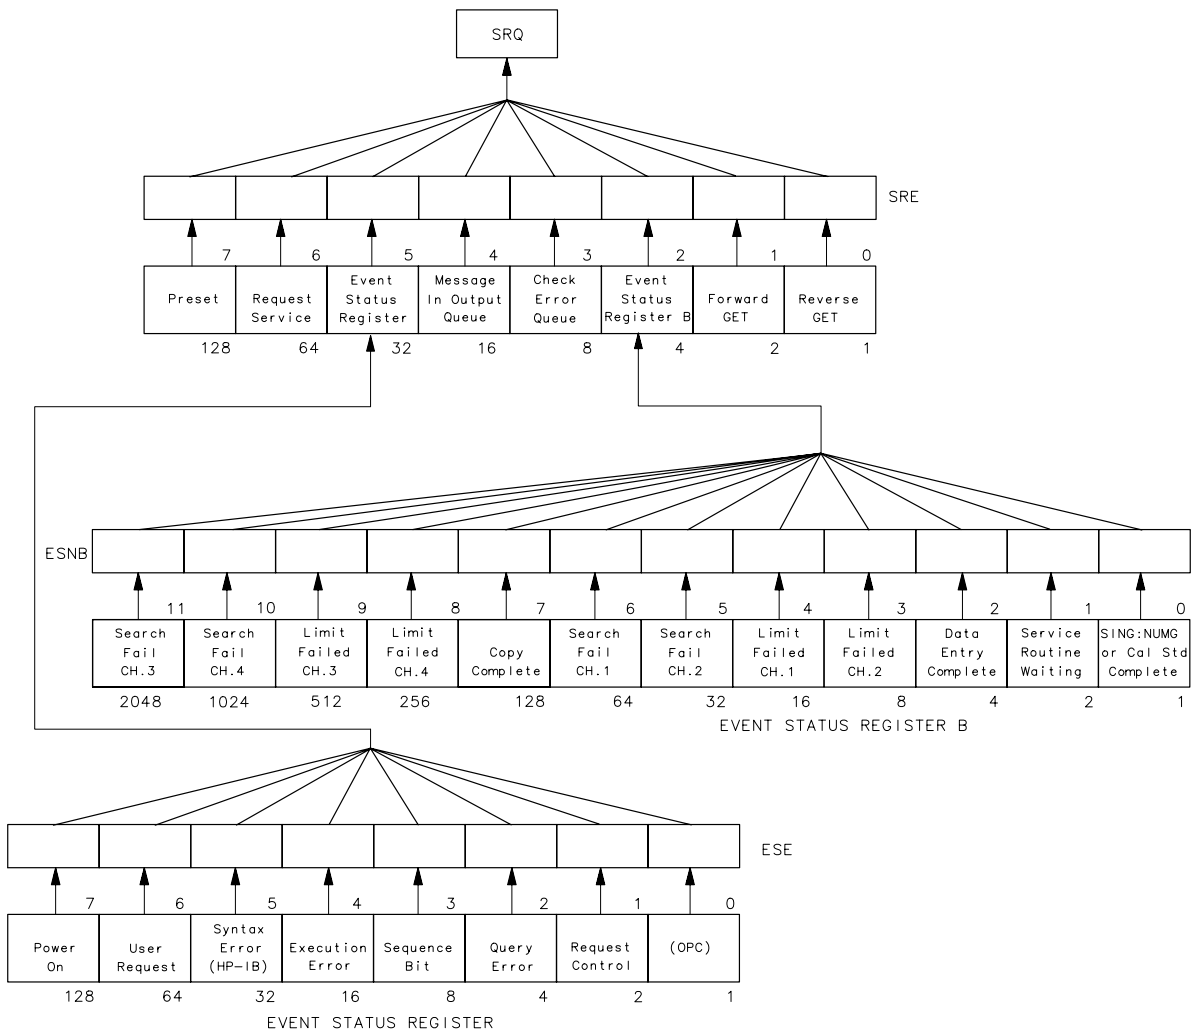 SRQ
SRE
7 6 5 4 3 2 1 0
Preset
Request
Service
Event
Status
Register
Message
In Output
Queue
Check
Error
Queue
Event
Status
Register B
Forward
GET
Reverse
GET
128 64 32 16 8 4 2 1
ESNB
11 10 9 8 7 6 5 4 3 2 1 0
Search
Fail
CH.3
Search
Fail
CH.4
Limit
Failed
CH.3
Limit
Failed
CH.4
Copy
Complete
Search
Fail
CH.1
Search
Fail
CH.2
Limit
Failed
CH.1
Limit
Failed
CH.2
Data
Entry
Complete
Service
Routine
Waiting
SING:NUMG
or Cal Std
Complete
2048 1024 512 256 128 64 32 16 8 4 2 1
EVENT STATUS REGISTER B
ESE
7 6 5 4 3 2 1 0
Power
On
User
Request
Syntax
Error
(HP-IB)
Execution
Error
Sequence
Bit
Query
Error
Request
Control
(OPC)
128 64 32 16 8 4 2 1
EVENT STATUS REGISTER